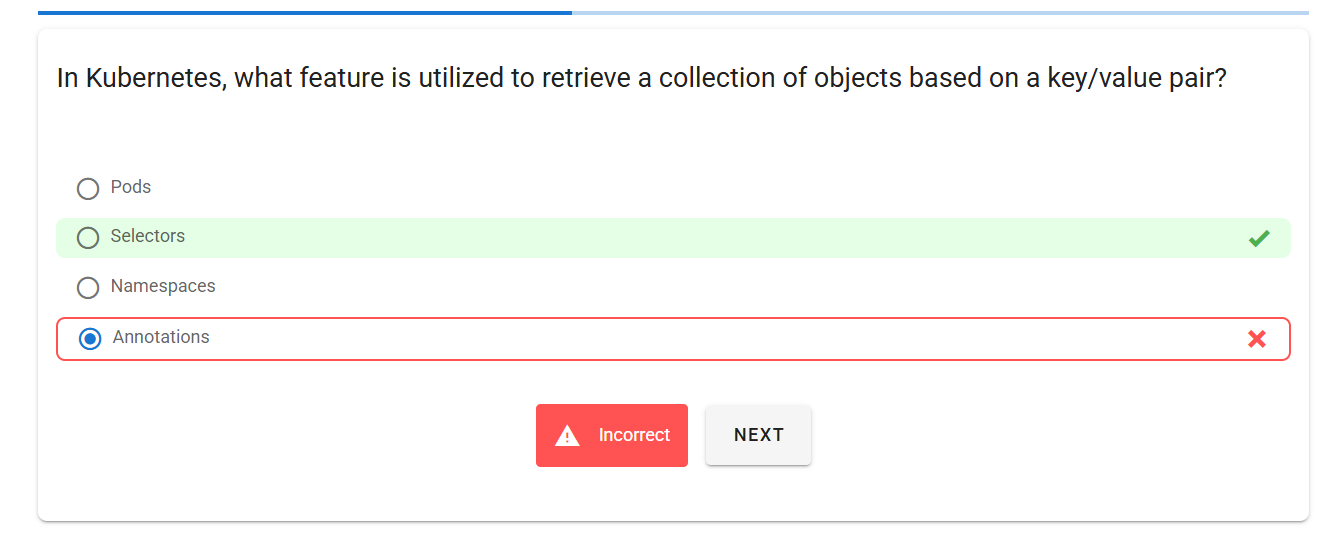 In Kubernetes, what feature is utilized to retrieve a collection of objects based on a key/value pair?
Pods
Selectors
Namespaces
Annotations
Incorrect
NEXT